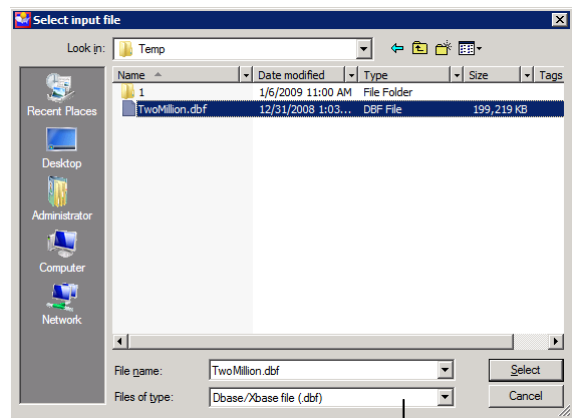 Select input file
Look in: Temp
Name Date modified Type Size Tags
1 1/6/2009 11:00 AM File Folder
TwoMillion.dbf 12/31/2008 1:03... DBF File 199,219 KB
Recent Places
Desktop
Administrator
Computer
Network
File name: TwoMillion.dbf Select
Files of type: Dbase/Xbase file (.dbf) Cancel